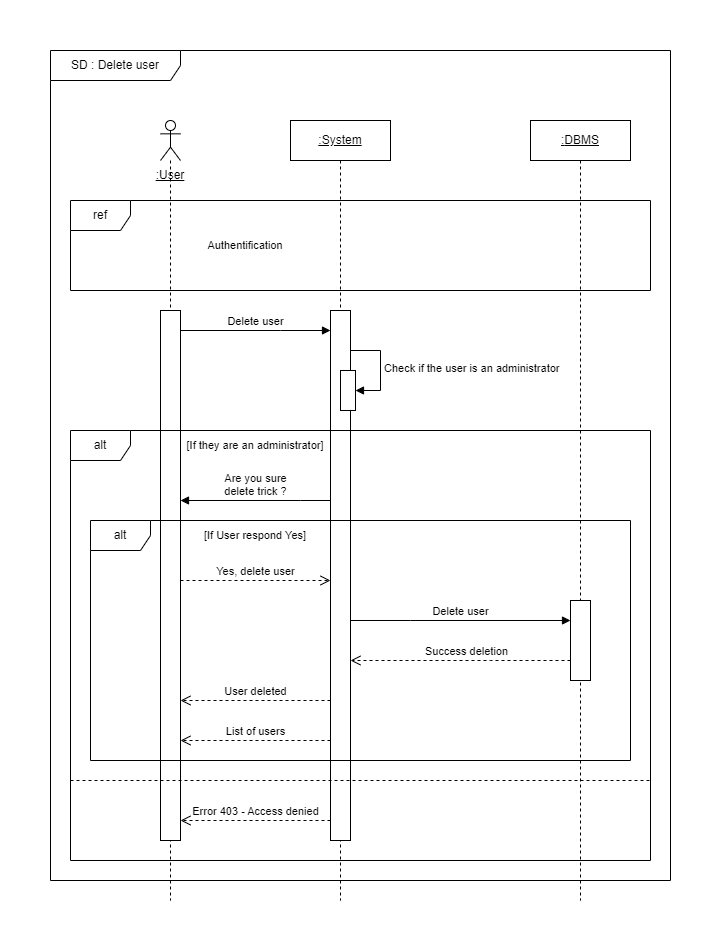 SD : Delete user
:User
:System
:DBMS
ref
Authentification
Delete user
Check if the user is an administrator
alt
[If they are an administrator]
Are you sure
delete trick ?
alt
[If User respond Yes]
Yes, delete user
Delete user
Success deletion
User deleted
List of users
Error 403 - Access denied